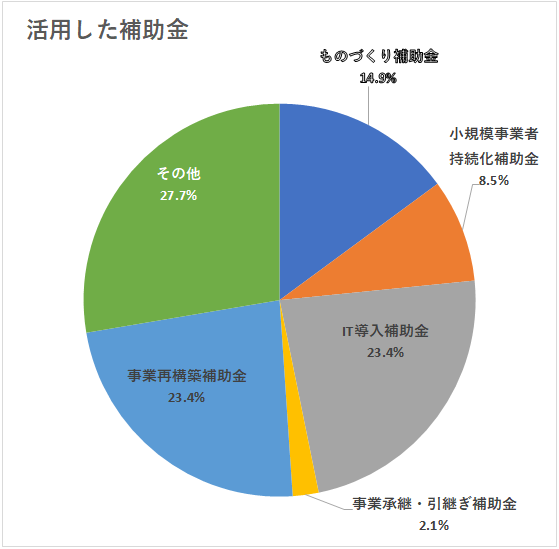 活用した補助金
ものづくり補助金
14.9%
小規模事業者
持続化補助金
8.5%
その他
27.7%
IT導入補助金
23.4%
事業再構築補助金
23.4%
事業承継・引継ぎ補助金
2.1%